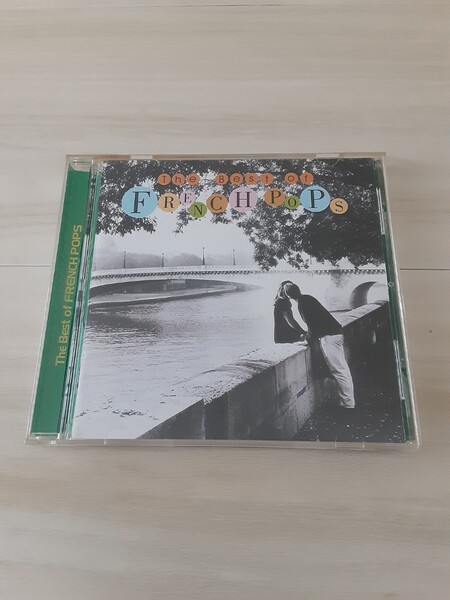 The Best of
FRENCH POPS
The Best of FRENCH POPS